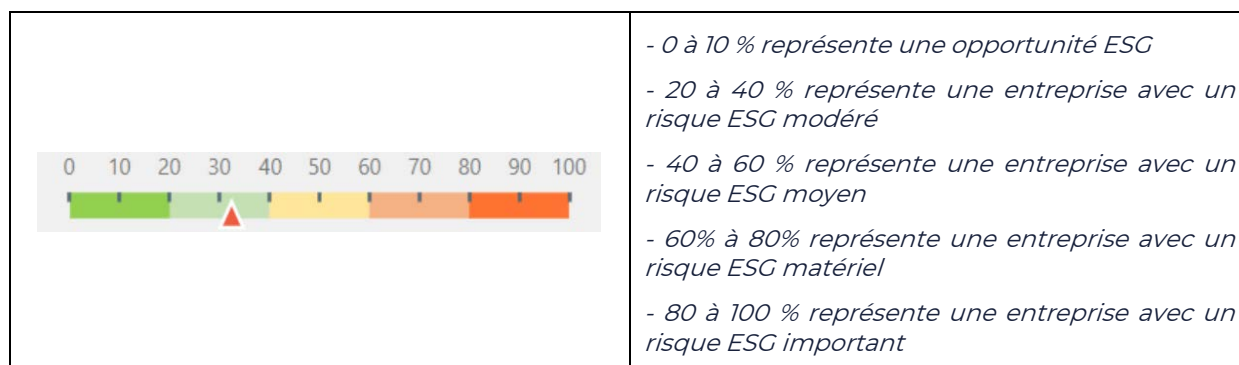 0 10 20 30 40 50 60 70 80 90 100
- 0 à 10 % représente une opportunité ESG
- 20 à 40 % représente une entreprise avec un
risque ESG modéré
- 40 à 60 % représente une entreprise avec un
risque ESG moyen
- 60% à 80% représente une entreprise avec un
risque ESG matériel
- 80 à 100 % représente une entreprise avec un
risque ESG important